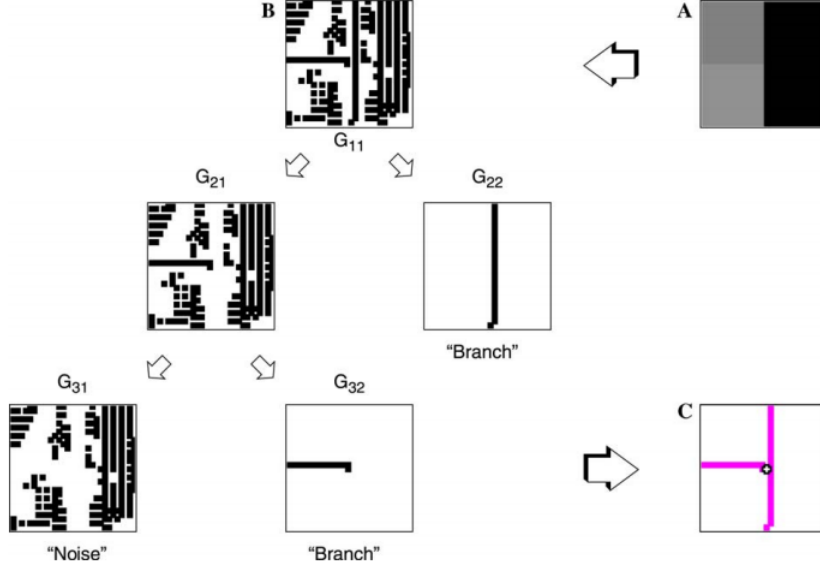 B
A
G11
G21
G22
"Branch"
G31
G32
C
"Noise"
"Branch"